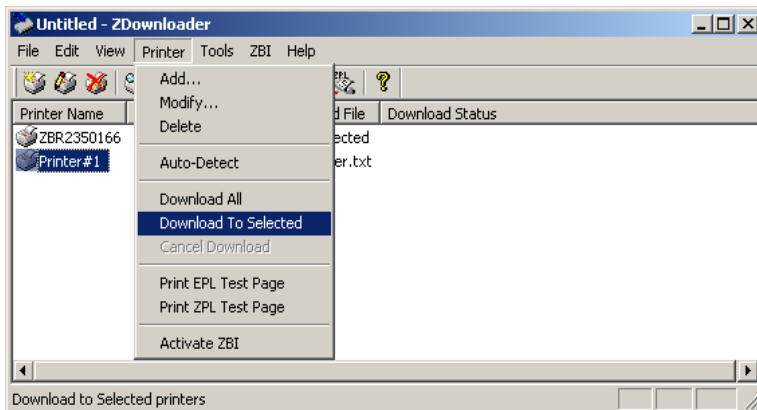 Untitled - ZDownloader
File Edit View Printer Tools ZBI Help
EPL
Printer Name d File Download Status
ZBR2350166 ected
Printer#1 er.txt
Add...
Modify...
Delete
Auto-Detect
Download All
Download To Selected
Cancel Download
Print EPL Test Page
Print ZPL Test Page
Activate ZBI
Download to Selected printers